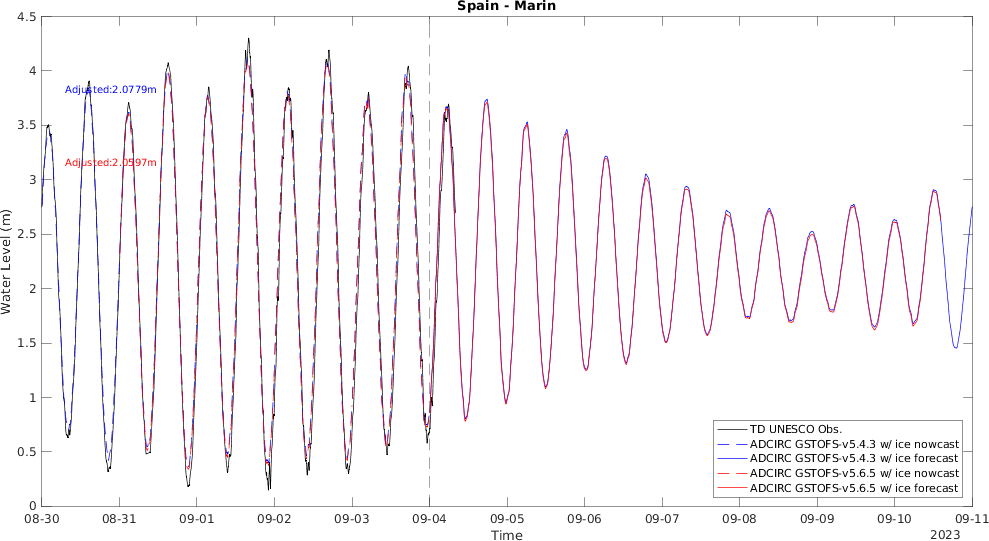 Spain - Marin
4.5
4
3.5
3
2.5
2
1.5
1
0.5
0
Water Level (m)
Adjusted:2.0779m
Adjusted:2.0597m
TD UNESCO Obs.
ADCIRC GSTOFS-v5.4.3 w/ ice nowcast
ADCIRC GSTOFS-v5.4.3 w/ ice forecast
ADCIRC GSTOFS-v5.6.5 w/ ice nowcast
ADCIRC GSTOFS-v5.6.5 w/ ice forecast
08-30 08-31 09-01 09-02 09-03 09-04 09-05 09-06 09-07 09-08 09-09 09-10 09-11
Time
2023